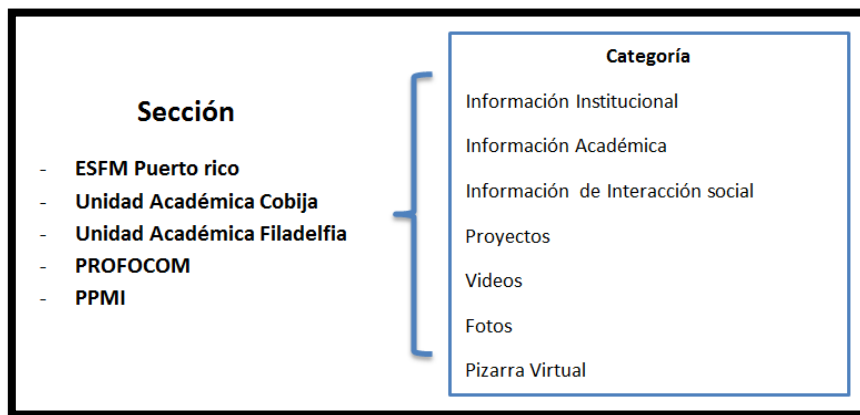 Sección
- ESFM Puerto rico
- Unidad Académica Cobija
- Unidad Académica Filadelfia
- PROFOCOM
- PPMI
Categoría
Información Institucional
Información Académica
Información de Interacción social
Proyectos
Videos
Fotos
Pizarra Virtual